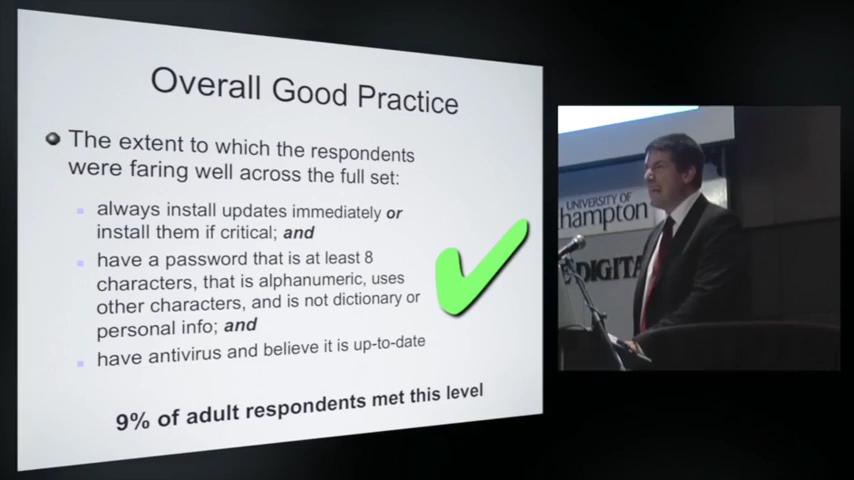 Overall Good Practice
The extent to which the respondents
were faring well across the full set:
always install updates immediately or
install them if critical; and
have a password that is at least 8
characters, that is alphanumeric, uses
other characters, and is not dictionary or
personal info; and
have antivirus and believe it is up-to-date
9% of adult respondents met this level
UNIVERSITY OF
hampton
DIGITA